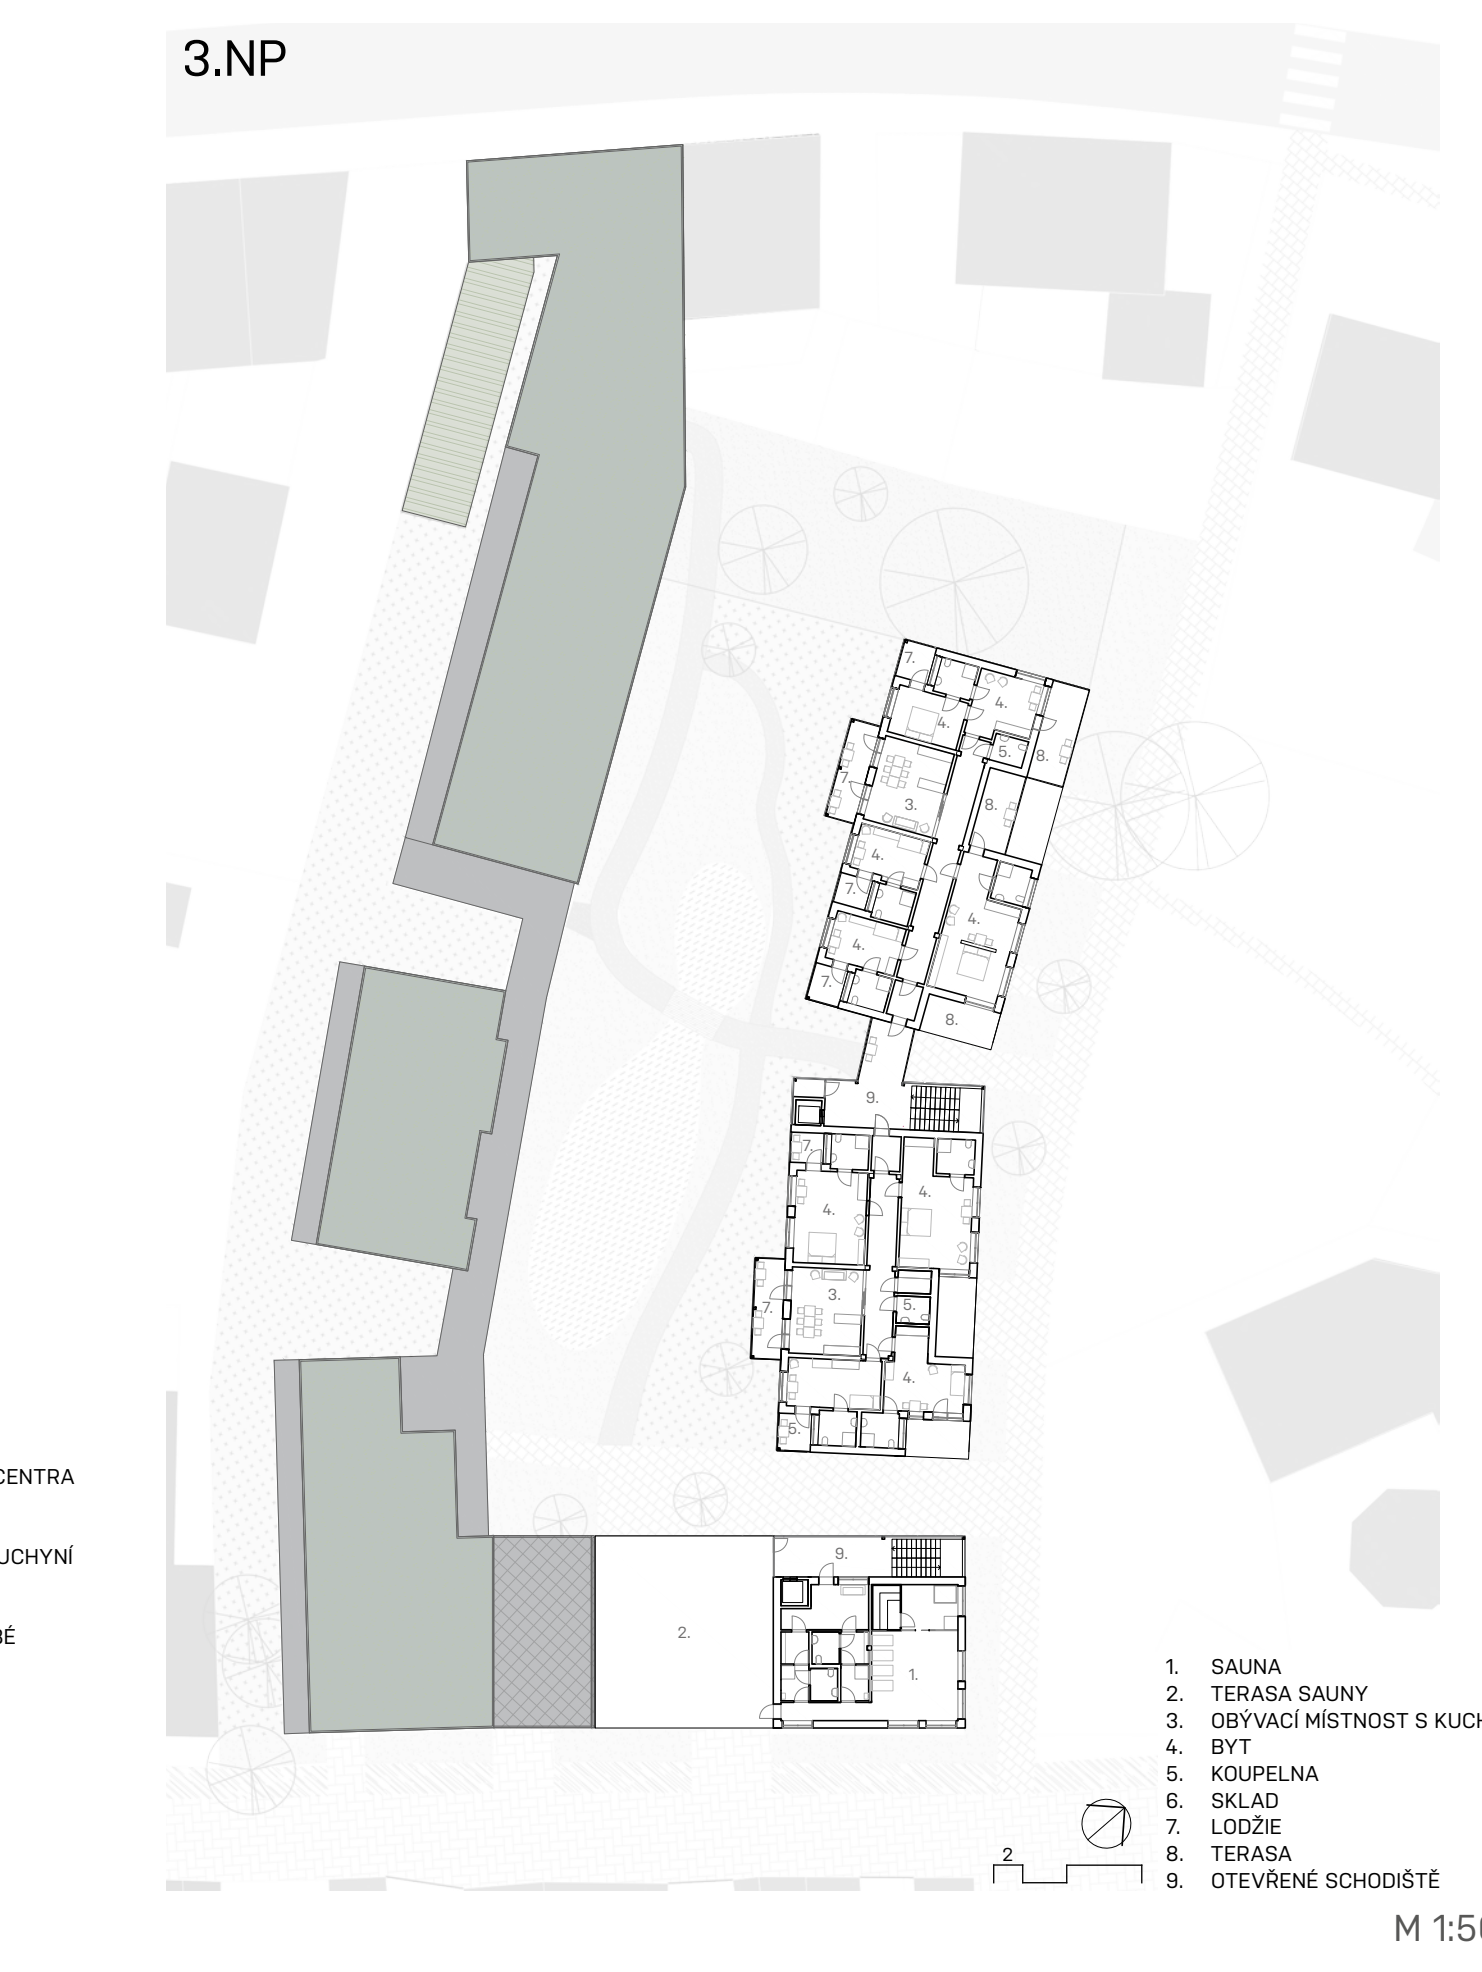 3.NP
7.
4.
4.
5.
8.
7.
3.
8.
4.
7.
4.
4.
7.
8.
9.
7.
4.
4.
3.
5.
7.
4.
5.
9.
2.
1.
CENTRA
UCHYNÍ
BÉ
1. SAUNA
2. TERASA SAUNY
3. OBÝVACÍ MÍSTNOST S KUCH
4. BYT
5. KOUPELNA
6. SKLAD
7. LODŽIE
8. TERASA
9. OTEVŘENÉ SCHODIŠTĚ
2
M 1:50